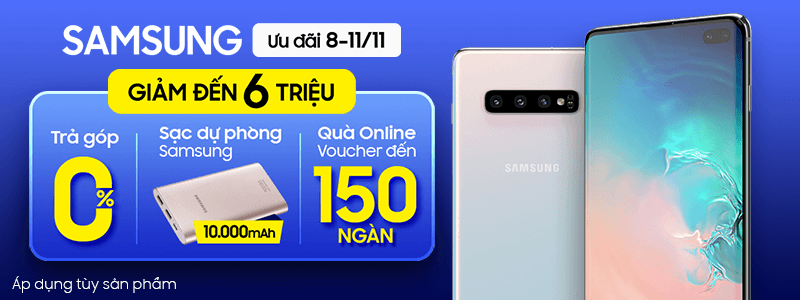 SAMSUNG
Ưu đãi 8-11/11
GIẢM ĐẾN 6 TRIỆU
Trả góp
0%
Sạc dự phòng
Samsung
SAMSUNG
10.000mAh
Quà Online
Voucher đến
150
NGÀN
SAMSUNG
Áp dụng tùy sản phẩm